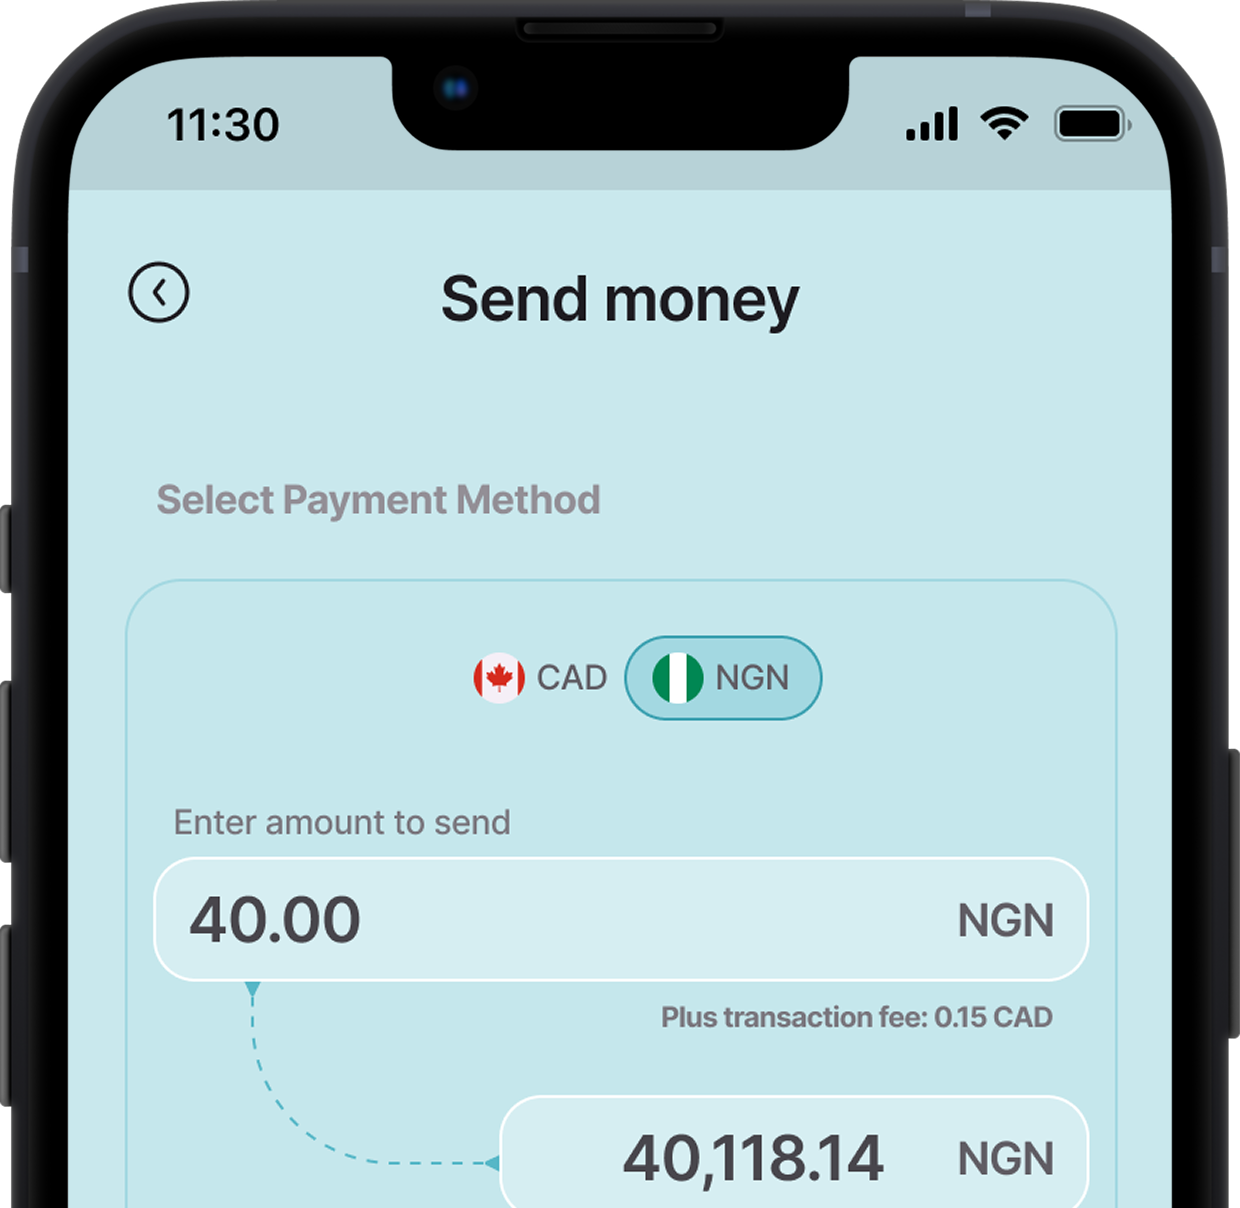 11:30
Send money
Select Payment Method
CAD NGN
Enter amount to send
40.00 NGN
Plus transaction fee: 0.15 CAD
40,118.14 NGN